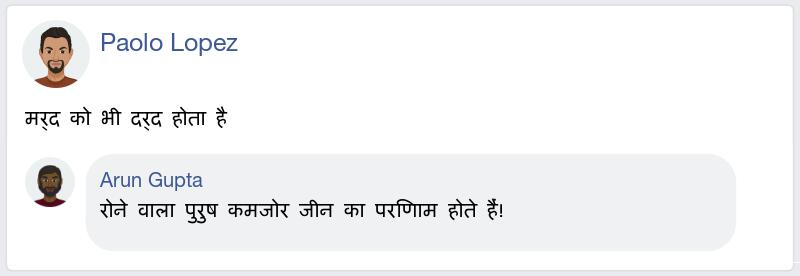 Paolo Lopez
मर्द को भी दर्द होता है
Arun Gupta
रोने वाला पुरुष कमजोर जीन का परिणाम होते हैं!